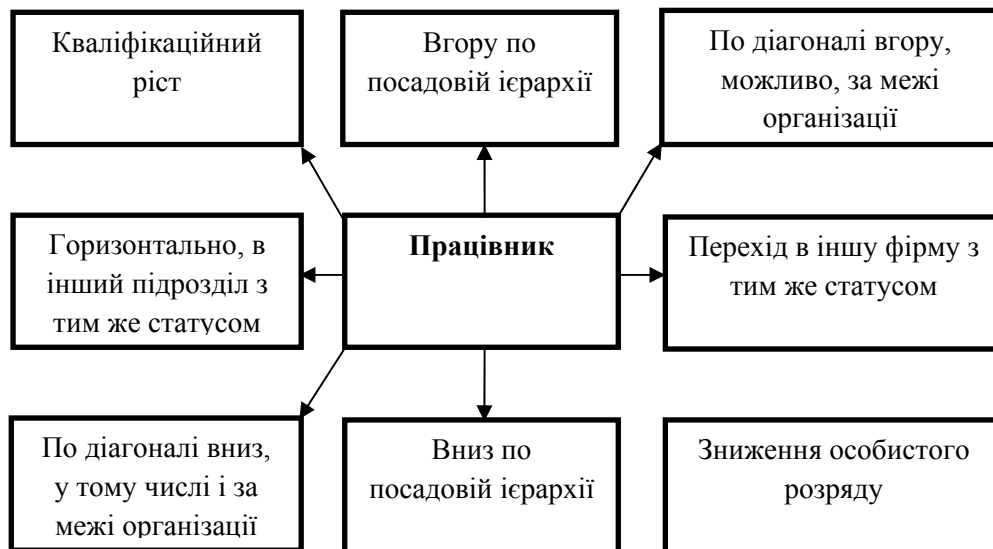 Кваліфікаційний
ріст
Вгору по
посадовій ієрархії
По діагоналі вгору,
можливо, за межі
організації
Горизонтально, в
інший підрозділ з
тим же статусом
Працівник
Перехід в іншу фірму з
тим же статусом
По діагоналі вниз,
у тому числі і за
межі організації
Вниз по
посадовій ієрархії
Зниження особистого
розряду